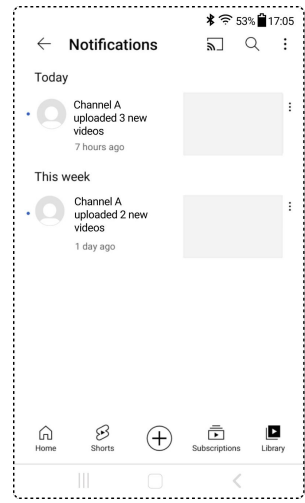 53% 17:05
Notifications
Today
Channel A
uploaded 3 new
videos
7 hours ago
This week
Channel A
uploaded 2 new
videos
1 day ago
Home Shorts Subscriptions Library